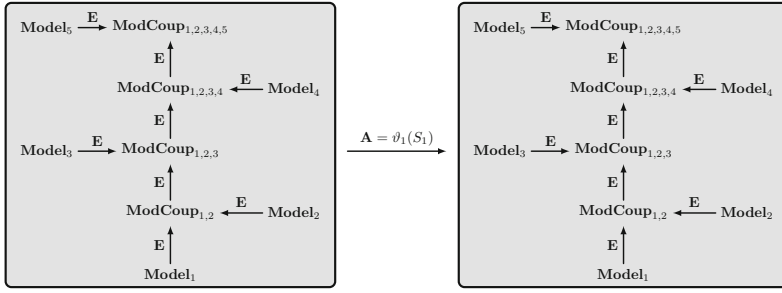 Model₅ E ModCoup₁,₂,₃,₄,₅
E
ModCoup₁,₂,₃,₄ E Model₄
E
Model₃ E ModCoup₁,₂,₃
E
ModCoup₁,₂ E Model₂
E
Model₁
A = ϑ₁(S₁)
Model₅ E ModCoup₁,₂,₃,₄,₅
E
ModCoup₁,₂,₃,₄ E Model₄
E
Model₃ E ModCoup₁,₂,₃
E
ModCoup₁,₂ E Model₂
E
Model₁